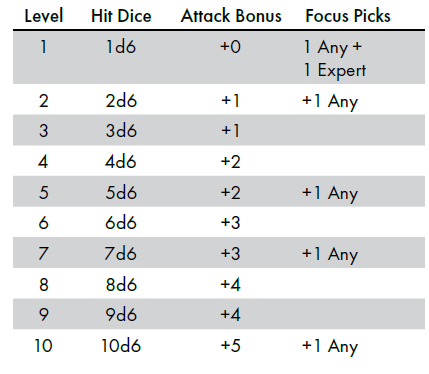 Level Hit Dice Attack Bonus Focus Picks
1 1d6 +0 1 Any +
1 Expert
2 2d6 +1 +1 Any
3 3d6 +1
4 4d6 +2
5 5d6 +2 +1 Any
6 6d6 +3
7 7d6 +3 +1 Any
8 8d6 +4
9 9d6 +4
10 10d6 +5 +1 Any